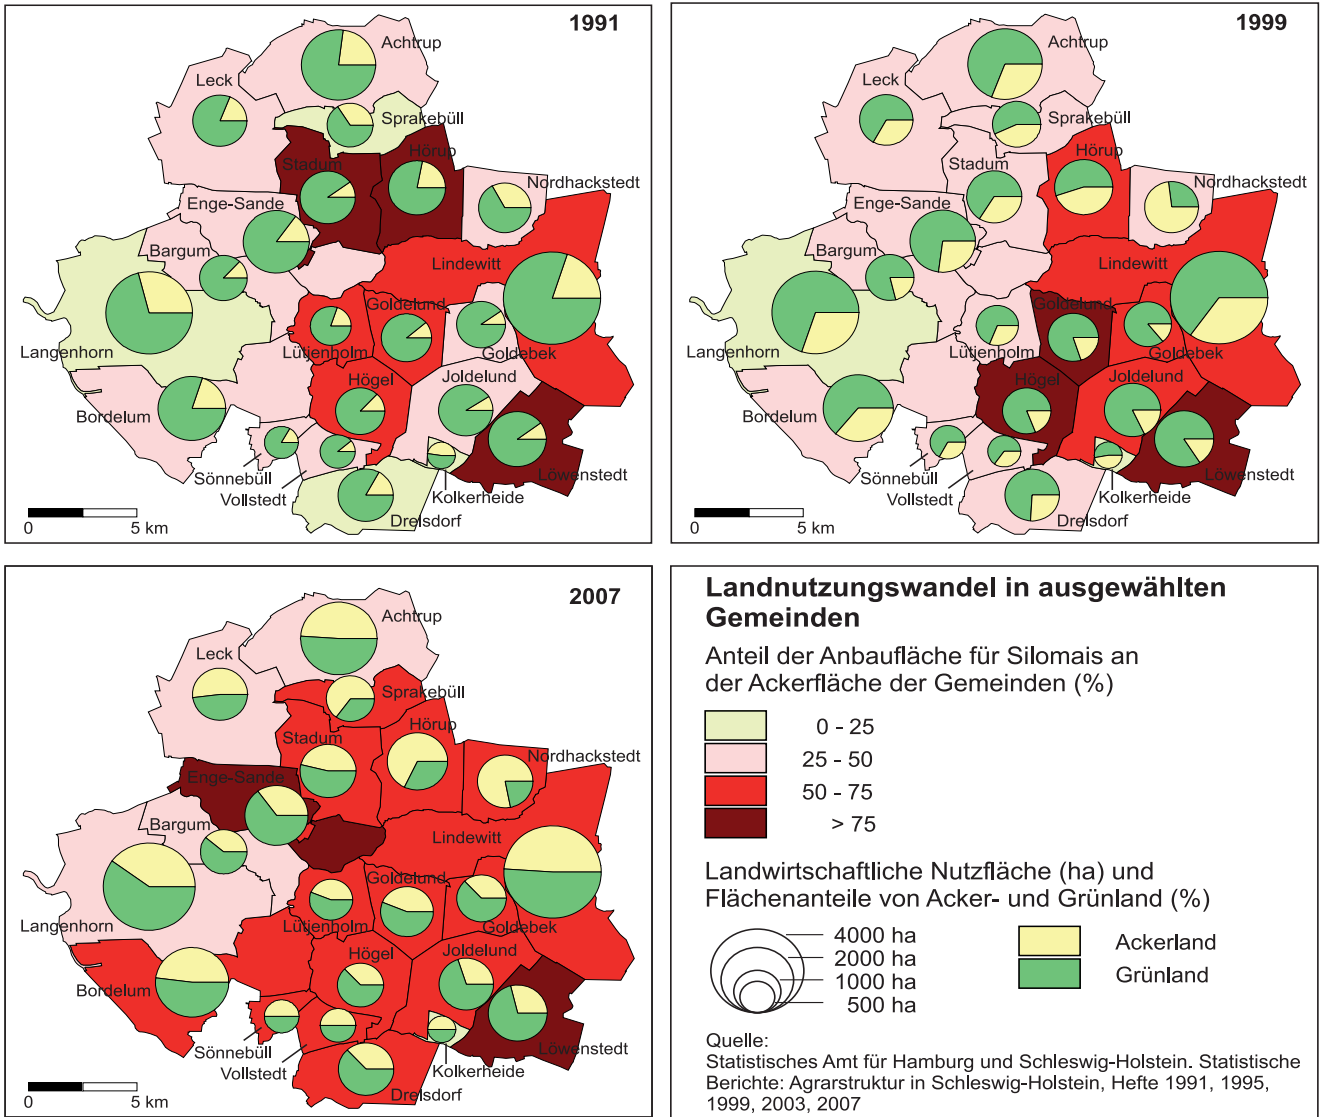 1991
Achtrup
Leck
Sprakebüll
Stadum
Hörup
Nordhackstedt
Enge-Sande
Bargum
Lindewitt
Goldelund
Langenhorn
Lütjenholm
Goldebek
Högel
Joldelund
Bordelum
Sönnebüll
Vollstedt
Löwenstedt
Kolkerheide
Drelsdorf
0 5 km
1999
Achtrup
Leck
Sprakebüll
Stadum
Hörup
Nordhackstedt
Enge-Sande
Bargum
Lindewitt
Goldelund
Langenhorn
Lütjenholm
Goldebek
Högel
Joldelund
Bordelum
Sönnebüll
Vollstedt
Löwenstedt
Kolkerheide
Drelsdorf
0 5 km
2007
Achtrup
Leck
Sprakebüll
Stadum
Hörup
Nordhackstedt
Enge-Sande
Bargum
Lindewitt
Goldelund
Langenhorn
Lütjenholm
Goldebek
Högel
Joldelund
Bordelum
Sönnebüll
Vollstedt
Löwenstedt
Kolkerheide
Drelsdorf
0 5 km
Landnutzungswandel in ausgewählten
Gemeinden
Anteil der Anbaufläche für Silomais an
der Ackerfläche der Gemeinden (%)
0 - 25
25 - 50
50 - 75
> 75
Landwirtschaftliche Nutzfläche (ha) und
Flächenanteile von Acker- und Grünland (%)
4000 ha
2000 ha
1000 ha
500 ha
Ackerland
Grünland
Quelle:
Statistisches Amt für Hamburg und Schleswig-Holstein. Statistische
Berichte: Agrarstruktur in Schleswig-Holstein, Hefte 1991, 1995,
1999, 2003, 2007